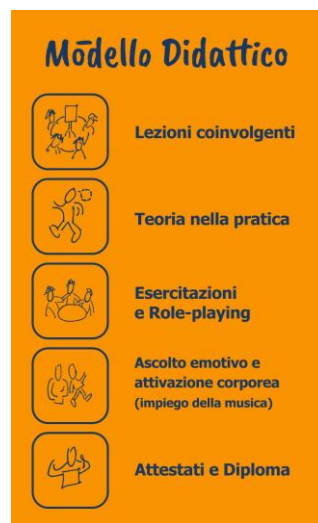 Modello Didattico
Lezioni coinvolgenti
Teoria nella pratica
Esercitazioni
e Role-playing
Ascolto emotivo e
attivazione corporea
(impiego della musica)
Attestati e Diploma